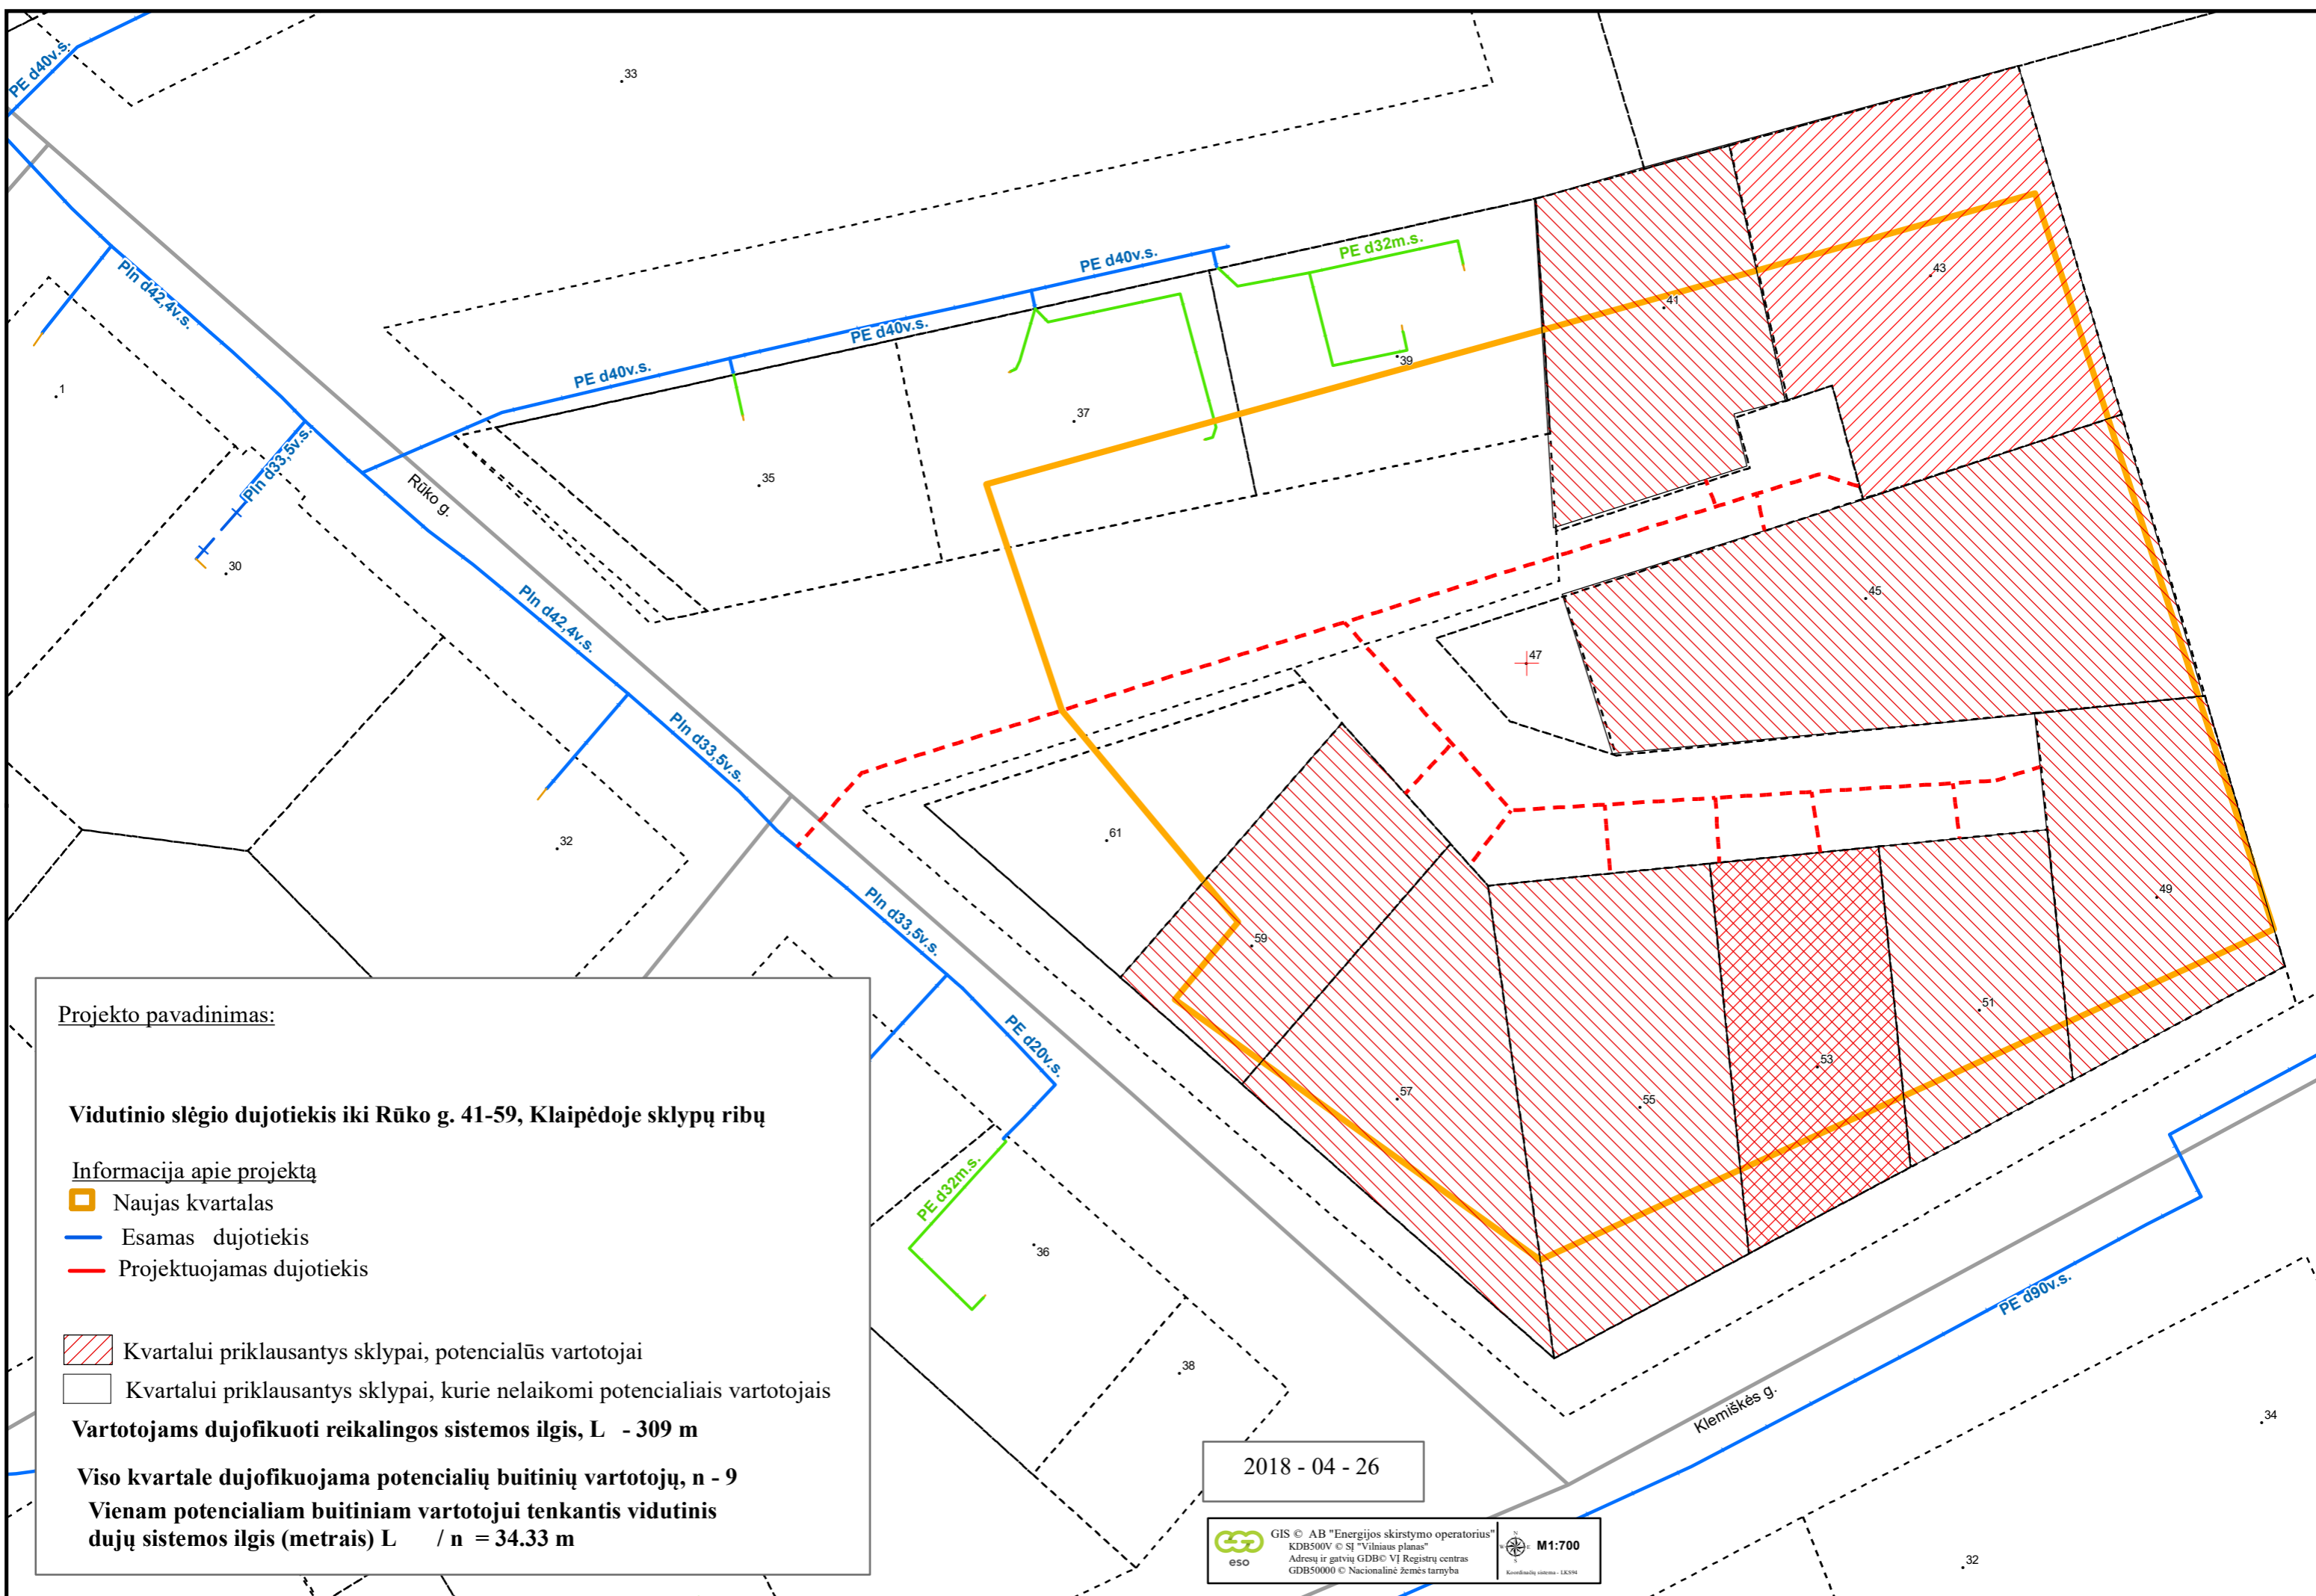 PE d40v.s.
33
PE d40v.s.
PE d32m.s.
43
Pln d42,4v.s.
41
PE d40v.s.
39
PE d40v.s.
1
37
Pln d33,5v.s.
35
Rūko g.
30
Pln d42,4v.s.
45
47
Pln d33,5v.s.
61
32
49
Pln d33,5v.s.
59
51
PE d20v.s.
53
57
55
PE d32m.s.
36
PE d90v.s.
38
Klemiškės g.
34
32
Projekto pavadinimas:
Vidutinio slėgio dujotiekis iki Rūko g. 41-59, Klaipėdoje sklypų ribų
Informacija apie projektą
Naujas kvartalas
Esamas dujotiekis
Projektuojamas dujotiekis
Kvartalui priklausantys sklypai, potencialūs vartotojai
Kvartalui priklausantys sklypai, kurie nelaikomi potencialiais vartotojais
Vartotojams dujofikuoti reikalingos sistemos ilgis, L - 309 m
Viso kvartale dujofikuojama potencialių buitinių vartotojų, n - 9
Vienam potencialiam buitiniam vartotojui tenkantis vidutinis
dujų sistemos ilgis (metrais) L / n = 34.33 m
2018 - 04 - 26
eso
GIS © AB "Energijos skirstymo operatorius"
KDB500V © SĮ "Vilniaus planas"
Adresų ir gatvių GDB© VĮ Registrų centras
GDB50000 © Nacionalinė žemės tarnyba
N
S
E
M1:700
Koordinačių sistema - LKS94